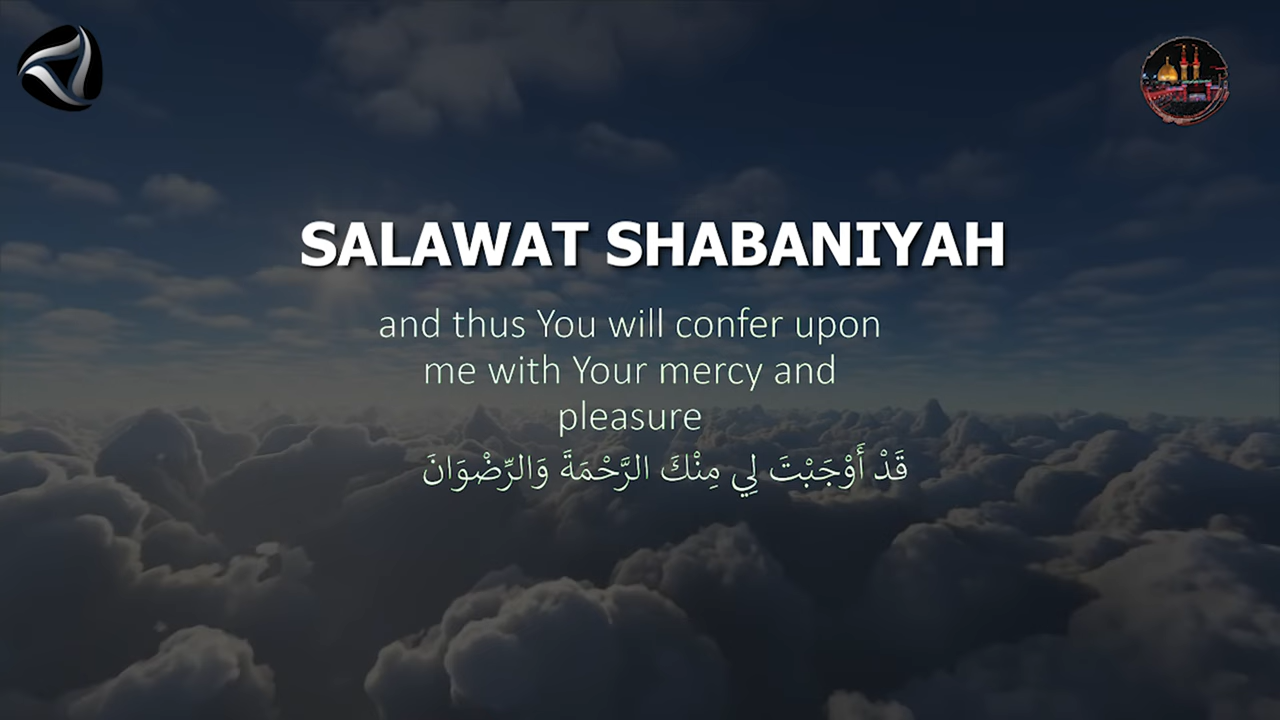 SALAWAT SHABANIYAH
and thus You will confer upon
me with Your mercy and
pleasure
قَدْ أَوْجَبْتَ لِي مِنْكَ الرَّحْمَةَ وَالرِّضْوَانَ